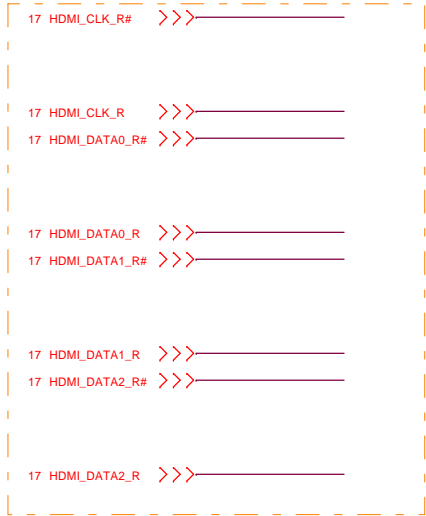 17 HDMI_CLK_R#
17 HDMI_CLK_R
17 HDMI_DATA0_R#
17 HDMI_DATA0_R
17 HDMI_DATA1_R#
17 HDMI_DATA1_R
17 HDMI_DATA2_R#
17 HDMI_DATA2_R